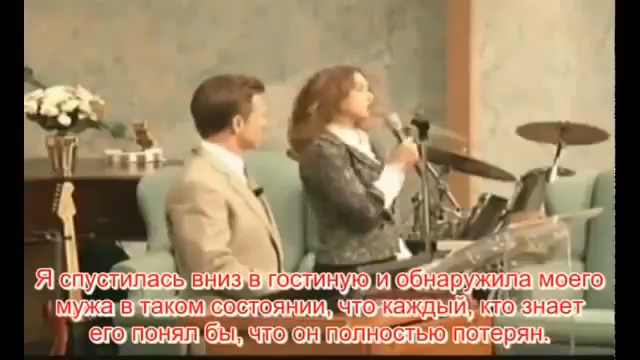 Я спустилась вниз в гостиную и обнаружила моего
мужа в таком состоянии, что каждый, кто знает
его понял бы, что он полностью потерян.